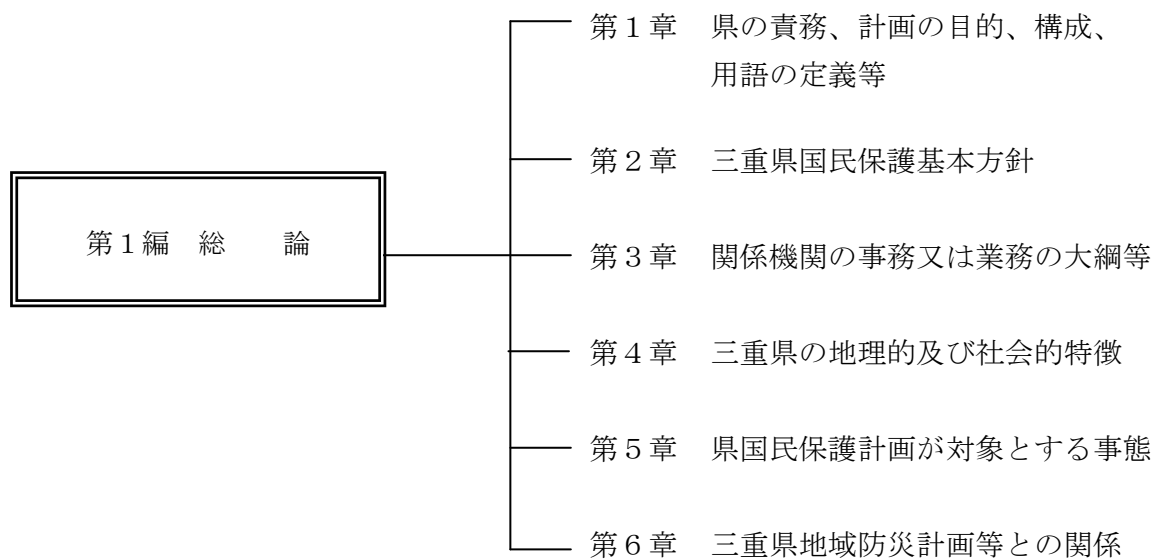 第１章　県の責務、計画の目的、構成、
用語の定義等
第２章　三重県国民保護基本方針
第１編　総　　論
第３章　関係機関の事務又は業務の大綱等
第４章　三重県の地理的及び社会的特徴
第５章　県国民保護計画が対象とする事態
第６章　三重県地域防災計画等との関係